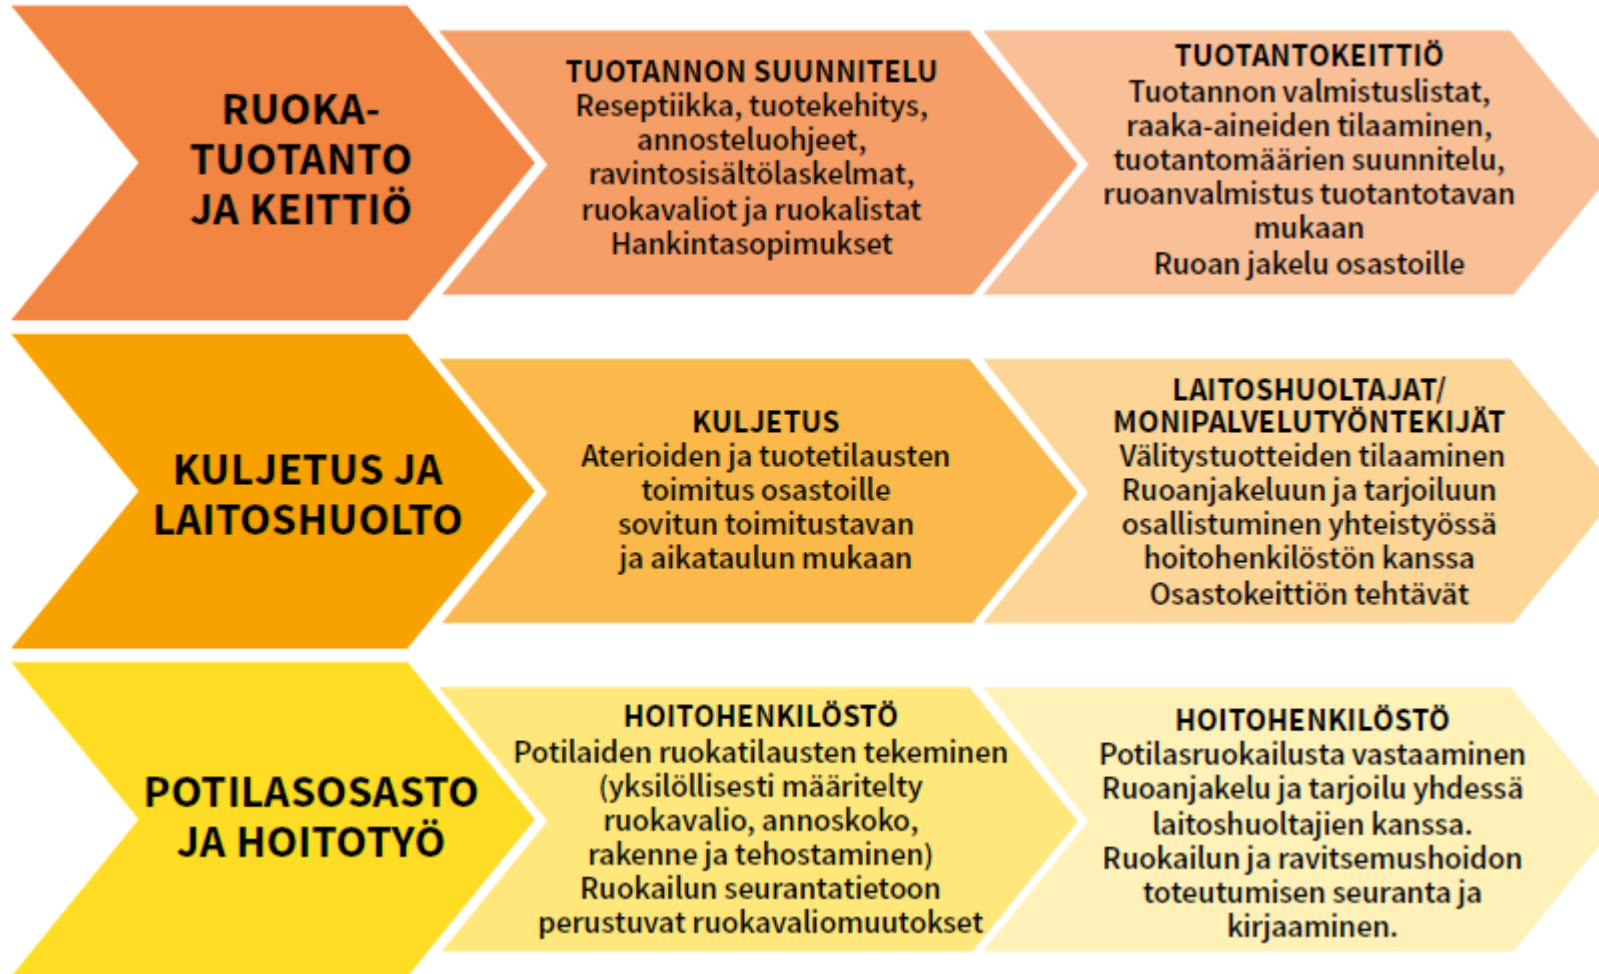 RUOKA-
TUOTANTO
JA KEITTIÖ
TUOTANNON SUUNNITELU
Reseptiikka, tuotekehitys,
annosteluohjeet,
ravintosisältölaskelmat,
ruokavaliot ja ruokalistat
Hankintasopimukset
TUOTANTOKEITTIÖ
Tuotannon valmistuslistat,
raaka-aineiden tilaaminen,
tuotantomäärien suunnitelu,
ruoanvalmistus tuotantotavan
mukaan
Ruoan jakelu osastoille
KULJETUS JA
LAITOSHUOLTO
KULJETUS
Aterioiden ja tuotetilausten
toimitus osastoille
sovitun toimitustavan
ja aikataulun mukaan
LAITOSHUOLTAJAT/
MONIPALVELUTYÖNTEKIJÄT
Välitystuotteiden tilaaminen
Ruoanjakeluun ja tarjoiluun
osallistuminen yhteistyössä
hoitohenkilöstön kanssa
Osastokeittiön tehtävät
POTILASOSASTO
JA HOITOTYÖ
HOITOHENKILÖSTÖ
Potilaiden ruokatilausten tekeminen
(yksilöllisesti määritelty
ruokavalio, annoskoko,
rakenne ja tehostaminen)
Ruokailun seurantatietoon
perustuvat ruokavaliomuutokset
HOITOHENKILÖSTÖ
Potilasruokailusta vastaaminen
Ruoanjakelu ja tarjoilu yhdessä
laitoshuoltajien kanssa.
Ruokailun ja ravitsemushoidon
toteutumisen seuranta ja
kirjaaminen.